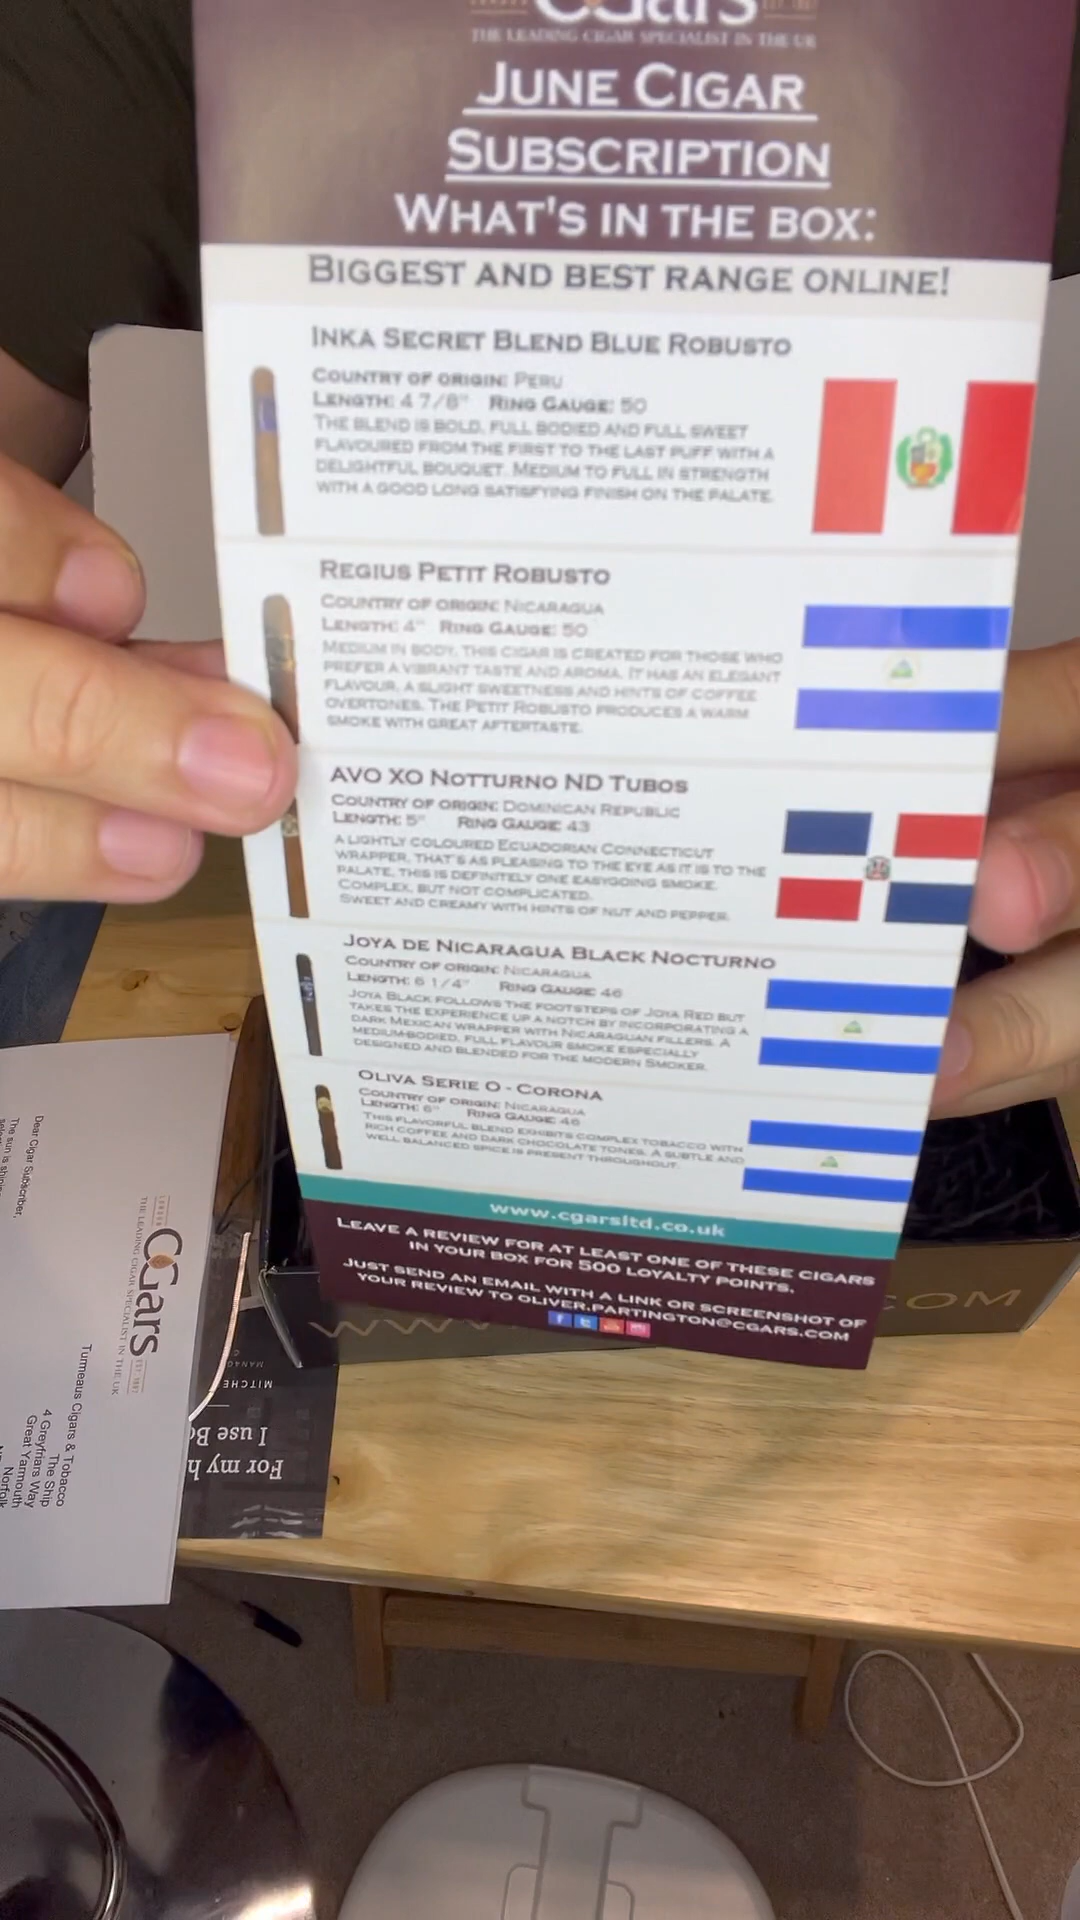 CGars
THE LEADING CIGAR SPECIALIST IN THE UK
JUNE CIGAR
SUBSCRIPTION
WHAT'S IN THE BOX:
BIGGEST AND BEST RANGE ONLINE!
INKA SECRET BLEND BLUE ROBUSTO
COUNTRY OF ORIGIN: PERU
LENGTH: 4 7/8" RING GAUGE: 50
THE BLEND IS BOLD, FULL BODIED AND FULL SWEET
FLAVOURED FROM THE FIRST TO THE LAST PUFF WITH A
DELIGHTFUL BOUQUET. MEDIUM TO FULL IN STRENGTH
WITH A GOOD LONG SATISFYING FINISH ON THE PALATE.
REGIUS PETIT ROBUSTO
COUNTRY OF ORIGIN: NICARAGUA
LENGTH: 4" RING GAUGE: 50
MEDIUM IN BODY, THIS CIGAR IS CREATED FOR THOSE WHO
PREFER A VIBRANT TASTE AND AROMA. IT HAS AN ELEGANT
FLAVOUR, A SLIGHT SWEETNESS AND HINTS OF COFFEE
OVERTONES. THE PETIT ROBUSTO PRODUCES A WARM
SMOKE WITH GREAT AFTERTASTE.
AVO XO NOTTURNO ND TUBOS
COUNTRY OF ORIGIN: DOMINICAN REPUBLIC
LENGTH: 5" RING GAUGE: 43
A LIGHTLY COLOURED ECUADORIAN CONNECTICUT
WRAPPER, THAT'S AS PLEASING TO THE EYE AS IT IS TO THE
PALATE, THIS IS DEFINITELY ONE EASYGOING SMOKE.
COMPLEX, BUT NOT COMPLICATED.
SWEET AND CREAMY WITH HINTS OF NUT AND PEPPER.
JOYA DE NICARAGUA BLACK NOCTURNO
COUNTRY OF ORIGIN: NICARAGUA
LENGTH: 6 1/4" RING GAUGE: 46
JOYA BLACK FOLLOWS THE FOOTSTEPS OF JOYA RED BUT
TAKES THE EXPERIENCE UP A NOTCH BY INCORPORATING A
DARK MEXICAN WRAPPER WITH NICARAGUAN FILLERS. A
MEDIUM-BODIED, FULL FLAVOUR SMOKE ESPECIALLY
DESIGNED AND BLENDED FOR THE MODERN SMOKER.
OLIVA SERIE O - CORONA
COUNTRY OF ORIGIN: NICARAGUA
LENGTH: 6" RING GAUGE: 46
THIS FLAVORFUL BLEND EXHIBITS COMPLEX TOBACCO WITH
RICH COFFEE AND DARK CHOCOLATE TONES. A SUBTLE AND
WELL BALANCED SPICE IS PRESENT THROUGHOUT.
www.cgarsltd.co.uk
LEAVE A REVIEW FOR AT LEAST ONE OF THESE CIGARS
IN YOUR BOX FOR 500 LOYALTY POINTS.
JUST SEND AN EMAIL WITH A LINK OR SCREENSHOT OF
YOUR REVIEW TO OLIVER.PARTINGTON@CGARS.COM
WWW
.COM
CGars
THE LEADING CIGAR SPECIALIST IN THE UK
Turmeaus Cigars & Tobacco
The Ship
4 Greyfriars Way
Great Yarmouth
Norfolk
Dear Cigar Subscriber,
The sun is
For my
I use
MITCHE